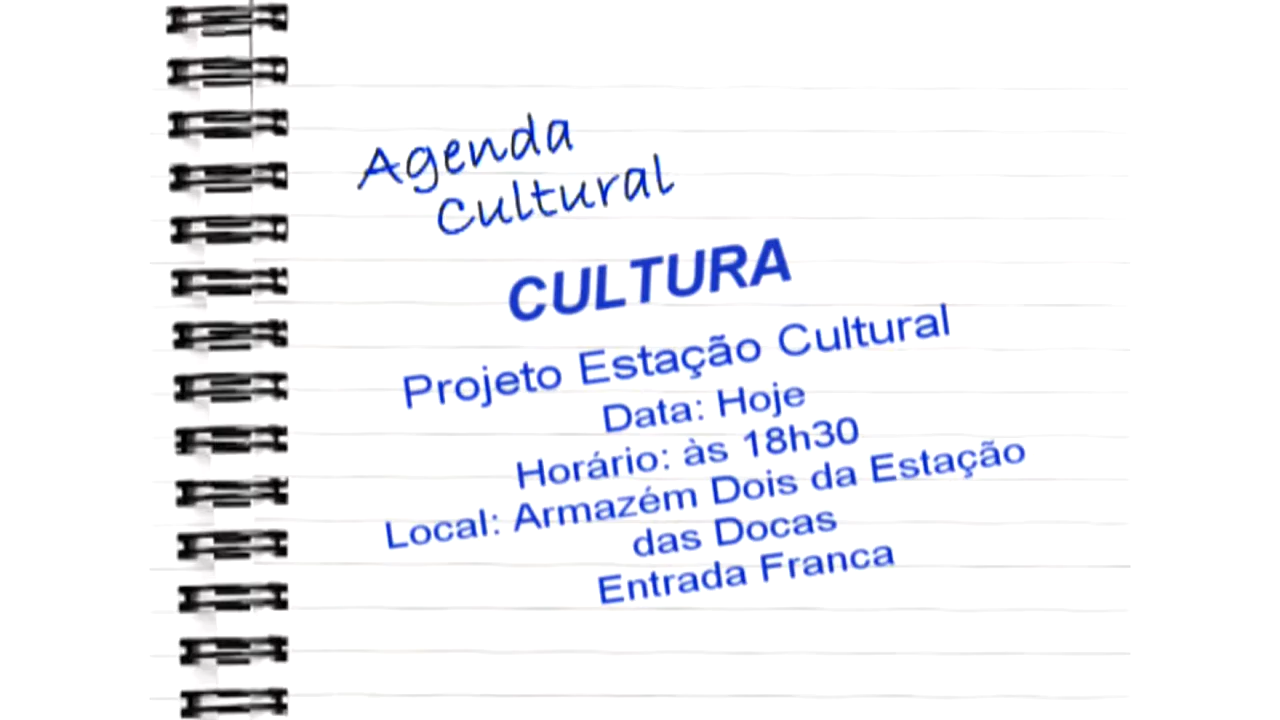 Agenda
Cultural
CULTURA
Projeto Estação Cultural
Data: Hoje
Horário: às 18h30
Local: Armazém Dois da Estação
das Docas
Entrada Franca